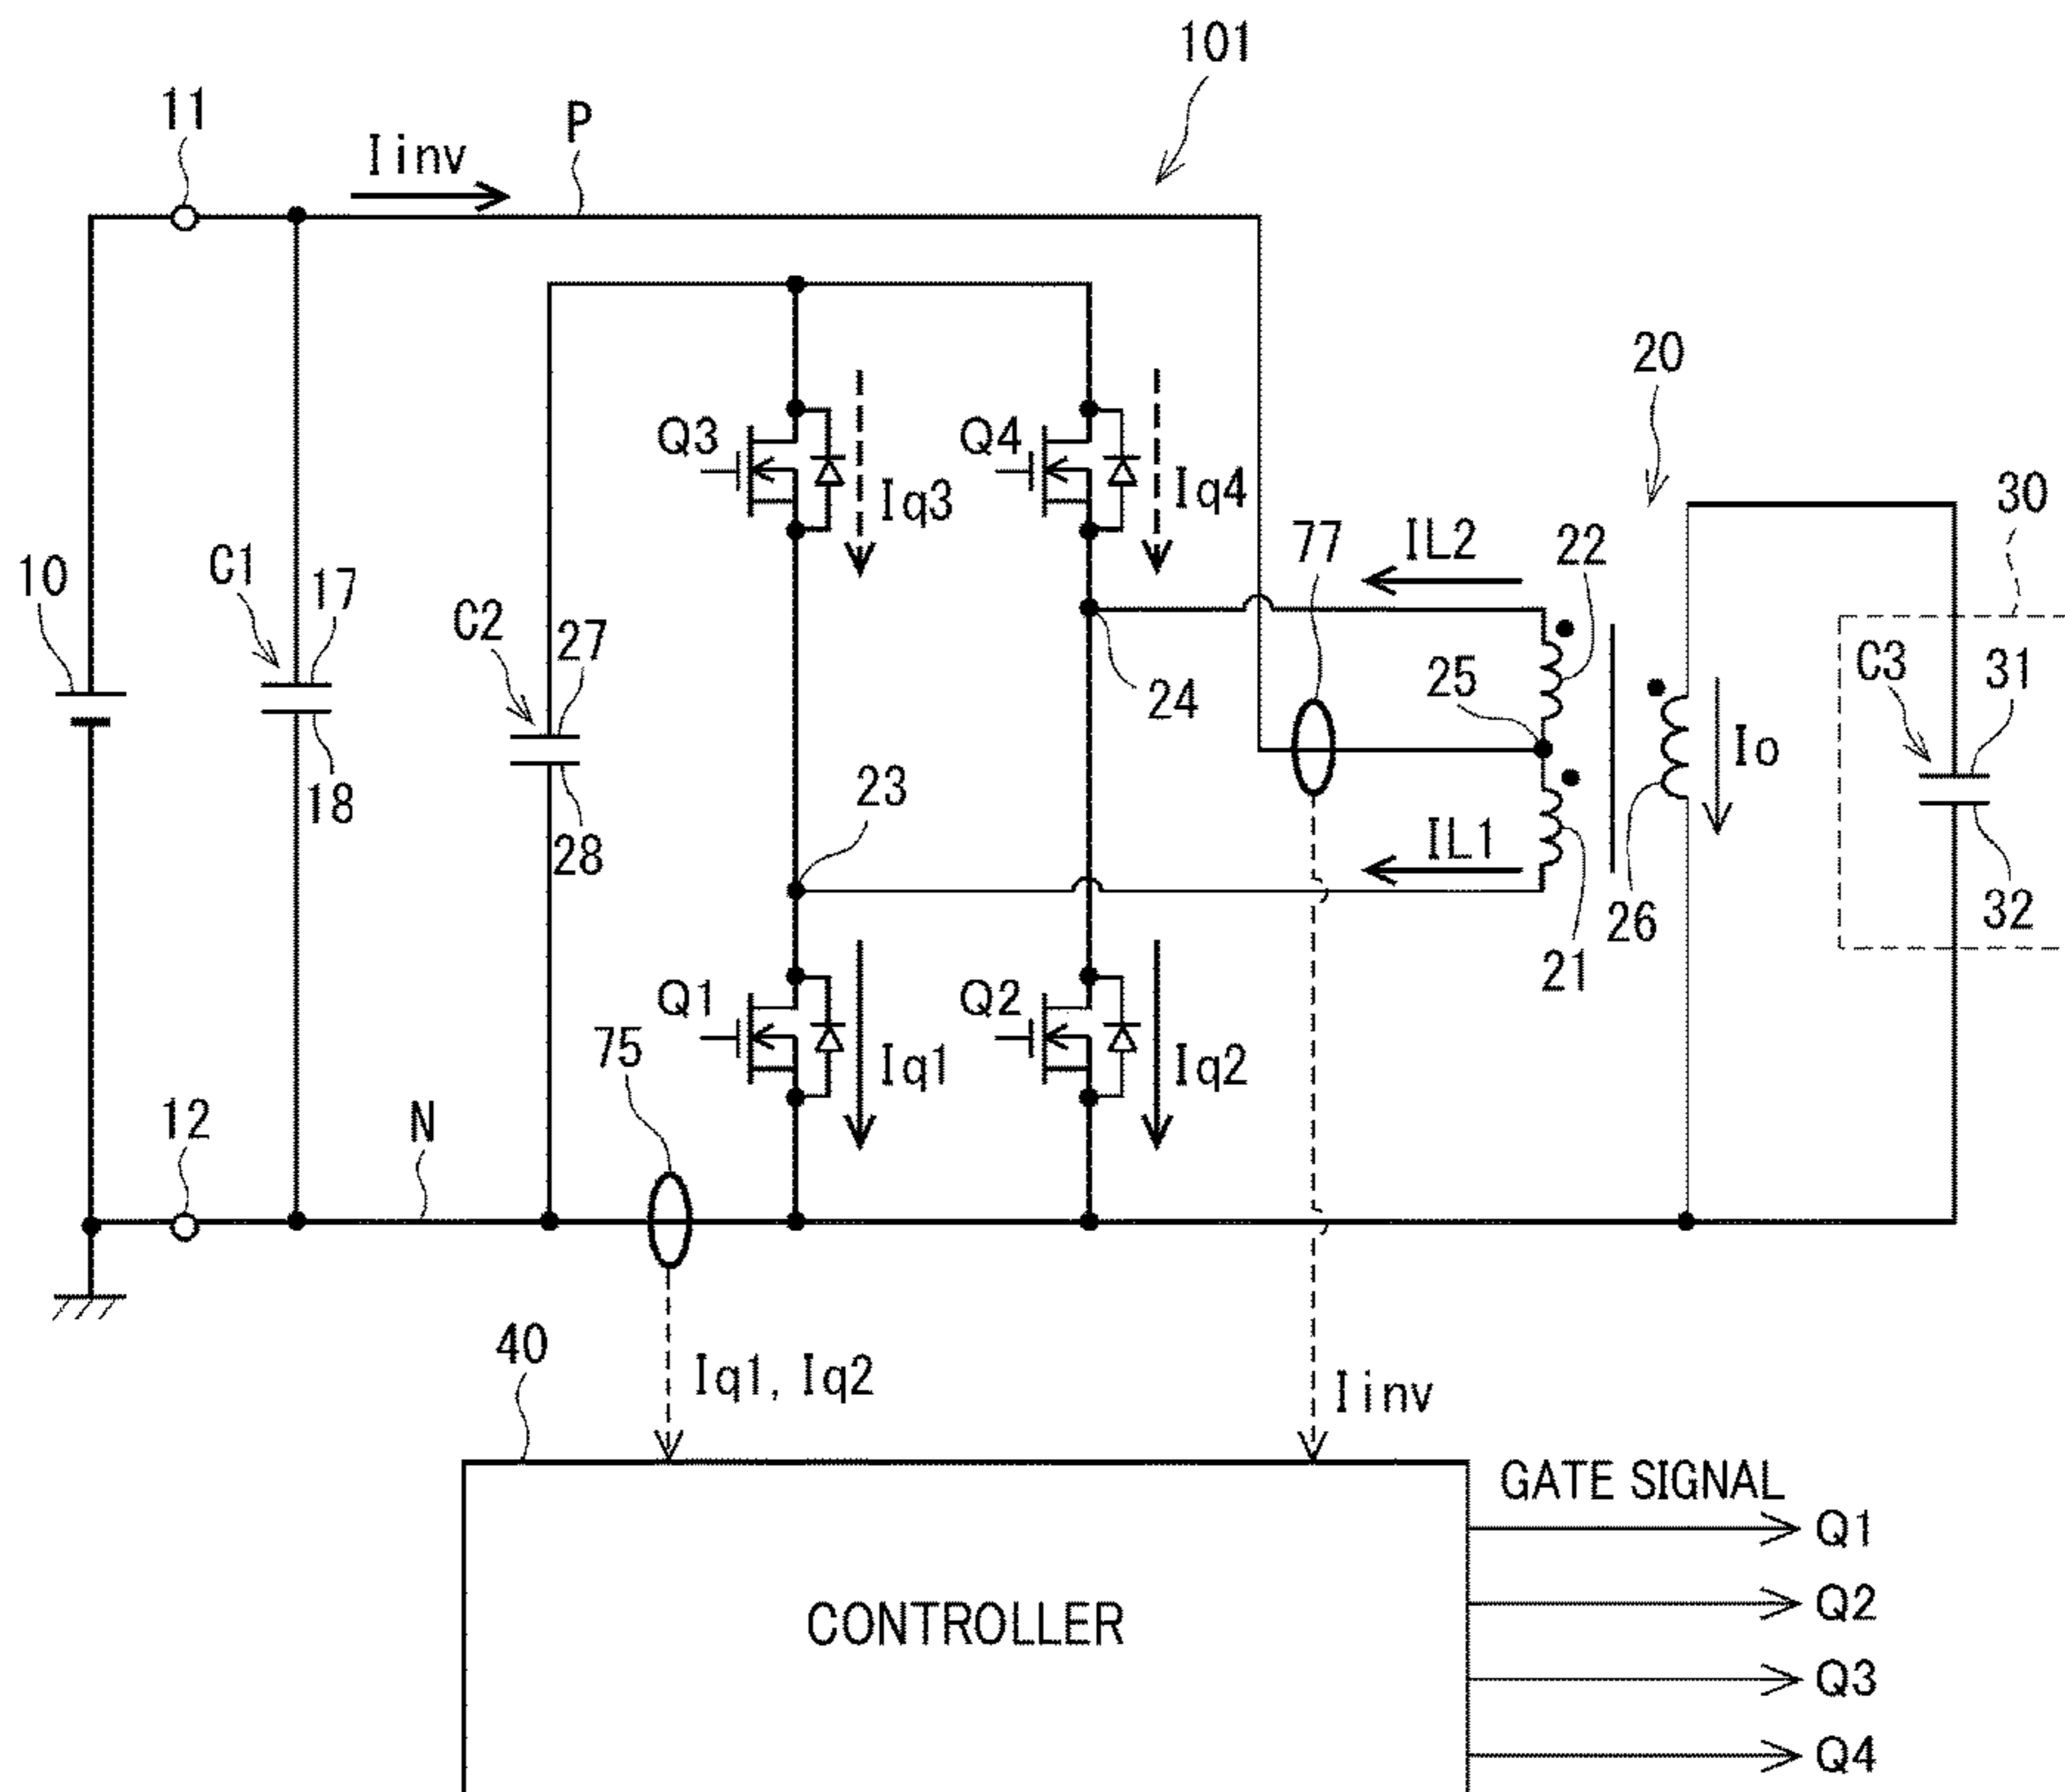 101
11
Iinv
P
20
Q3
Q4
Iq3
Iq4
30
77
IL2
22
10
C1
17
C2
27
25
C3
31
24
Io
18
23
28
IL1
26
32
21
Q1
Q2
75
Iq1
Iq2
12
N
40
Iq1, Iq2
Iinv
GATE SIGNAL
Q1
Q2
CONTROLLER
Q3
Q4